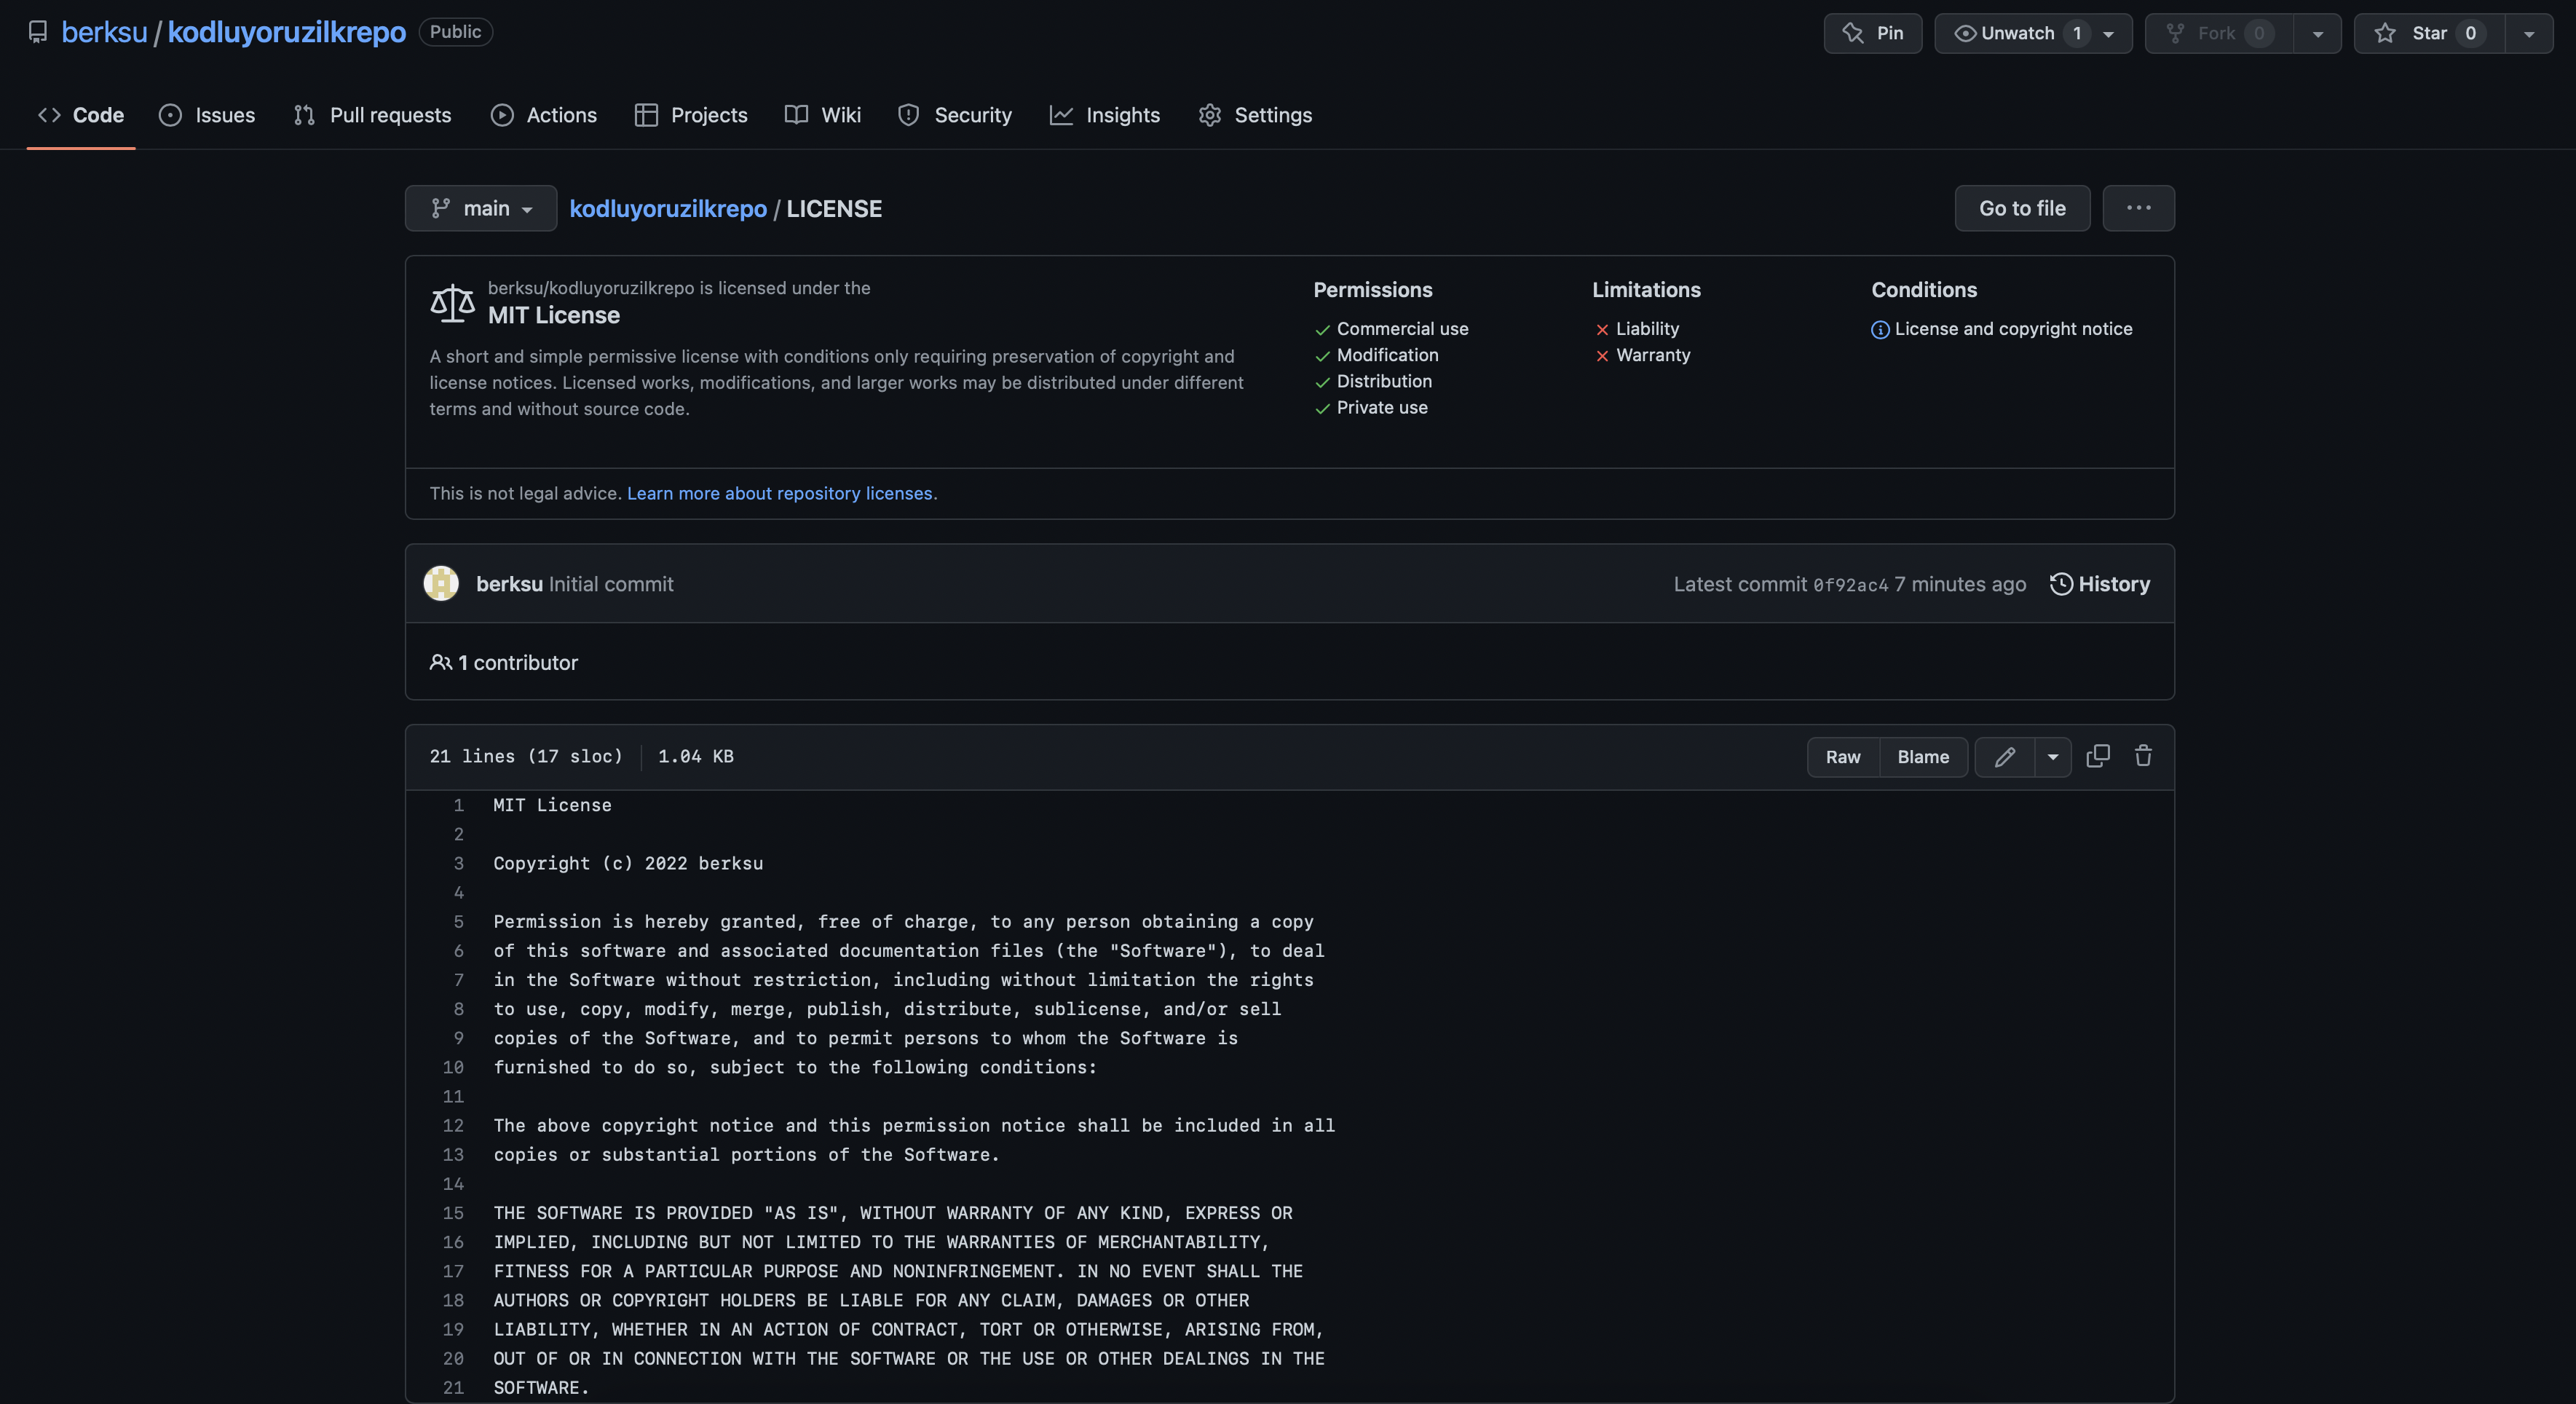 berksu / kodluyoruzilkrepo Public
Pin Unwatch 1 Fork 0 Star 0
Code Issues Pull requests Actions Projects Wiki Security Insights Settings
main kodluyoruzilkrepo / LICENSE Go to file ...
berksu/kodluyoruzilkrepo is licensed under the
MIT License
A short and simple permissive license with conditions only requiring preservation of copyright and
license notices. Licensed works, modifications, and larger works may be distributed under different
terms and without source code.
Permissions
Commercial use
Modification
Distribution
Private use
Limitations
Liability
Warranty
Conditions
License and copyright notice
This is not legal advice. Learn more about repository licenses.
berksu Initial commit Latest commit 0f92ac4 7 minutes ago History
1 contributor
21 lines (17 sloc) 1.04 KB Raw Blame
1 MIT License
2
3 Copyright (c) 2022 berksu
4
5 Permission is hereby granted, free of charge, to any person obtaining a copy
6 of this software and associated documentation files (the "Software"), to deal
7 in the Software without restriction, including without limitation the rights
8 to use, copy, modify, merge, publish, distribute, sublicense, and/or sell
9 copies of the Software, and to permit persons to whom the Software is
10 furnished to do so, subject to the following conditions:
11
12 The above copyright notice and this permission notice shall be included in all
13 copies or substantial portions of the Software.
14
15 THE SOFTWARE IS PROVIDED "AS IS", WITHOUT WARRANTY OF ANY KIND, EXPRESS OR
16 IMPLIED, INCLUDING BUT NOT LIMITED TO THE WARRANTIES OF MERCHANTABILITY,
17 FITNESS FOR A PARTICULAR PURPOSE AND NONINFRINGEMENT. IN NO EVENT SHALL THE
18 AUTHORS OR COPYRIGHT HOLDERS BE LIABLE FOR ANY CLAIM, DAMAGES OR OTHER
19 LIABILITY, WHETHER IN AN ACTION OF CONTRACT, TORT OR OTHERWISE, ARISING FROM,
20 OUT OF OR IN CONNECTION WITH THE SOFTWARE OR THE USE OR OTHER DEALINGS IN THE
21 SOFTWARE.